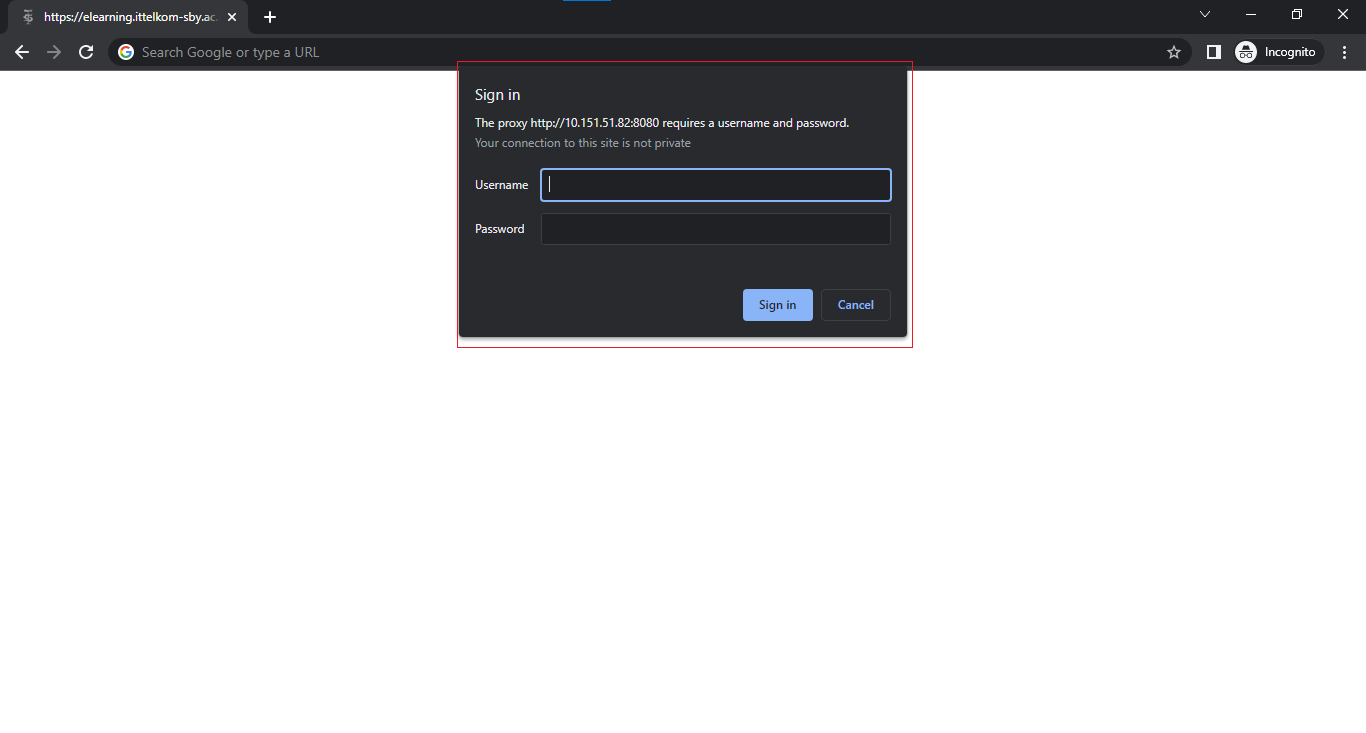 https://elearning.ittelkom-sby.ac.
Search Google or type a URL
Incognito
Sign in
The proxy http://10.151.51.82:8080 requires a username and password.
Your connection to this site is not private
Username
Password
Sign in
Cancel